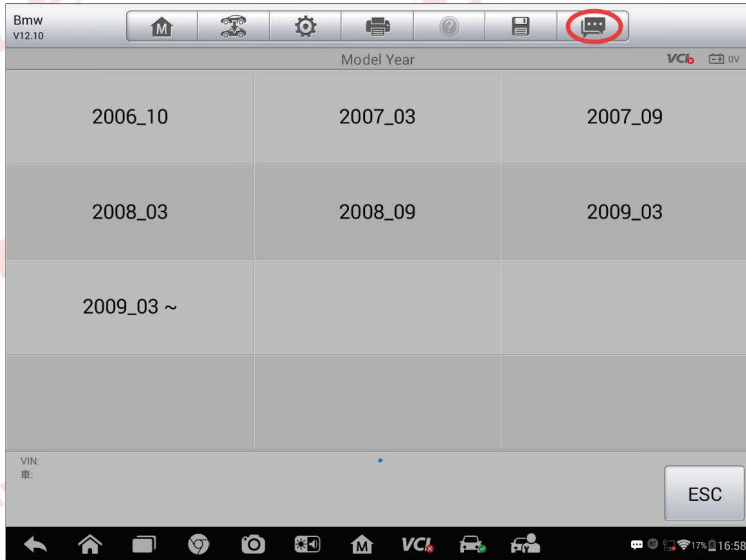 Bmw
V12.10
M
Model Year
VCI
0V
2006_10
2007_03
2007_09
2008_03
2008_09
2009_03
2009_03 ~
VIN:
車:
ESC
M
VCI
17%
16:58